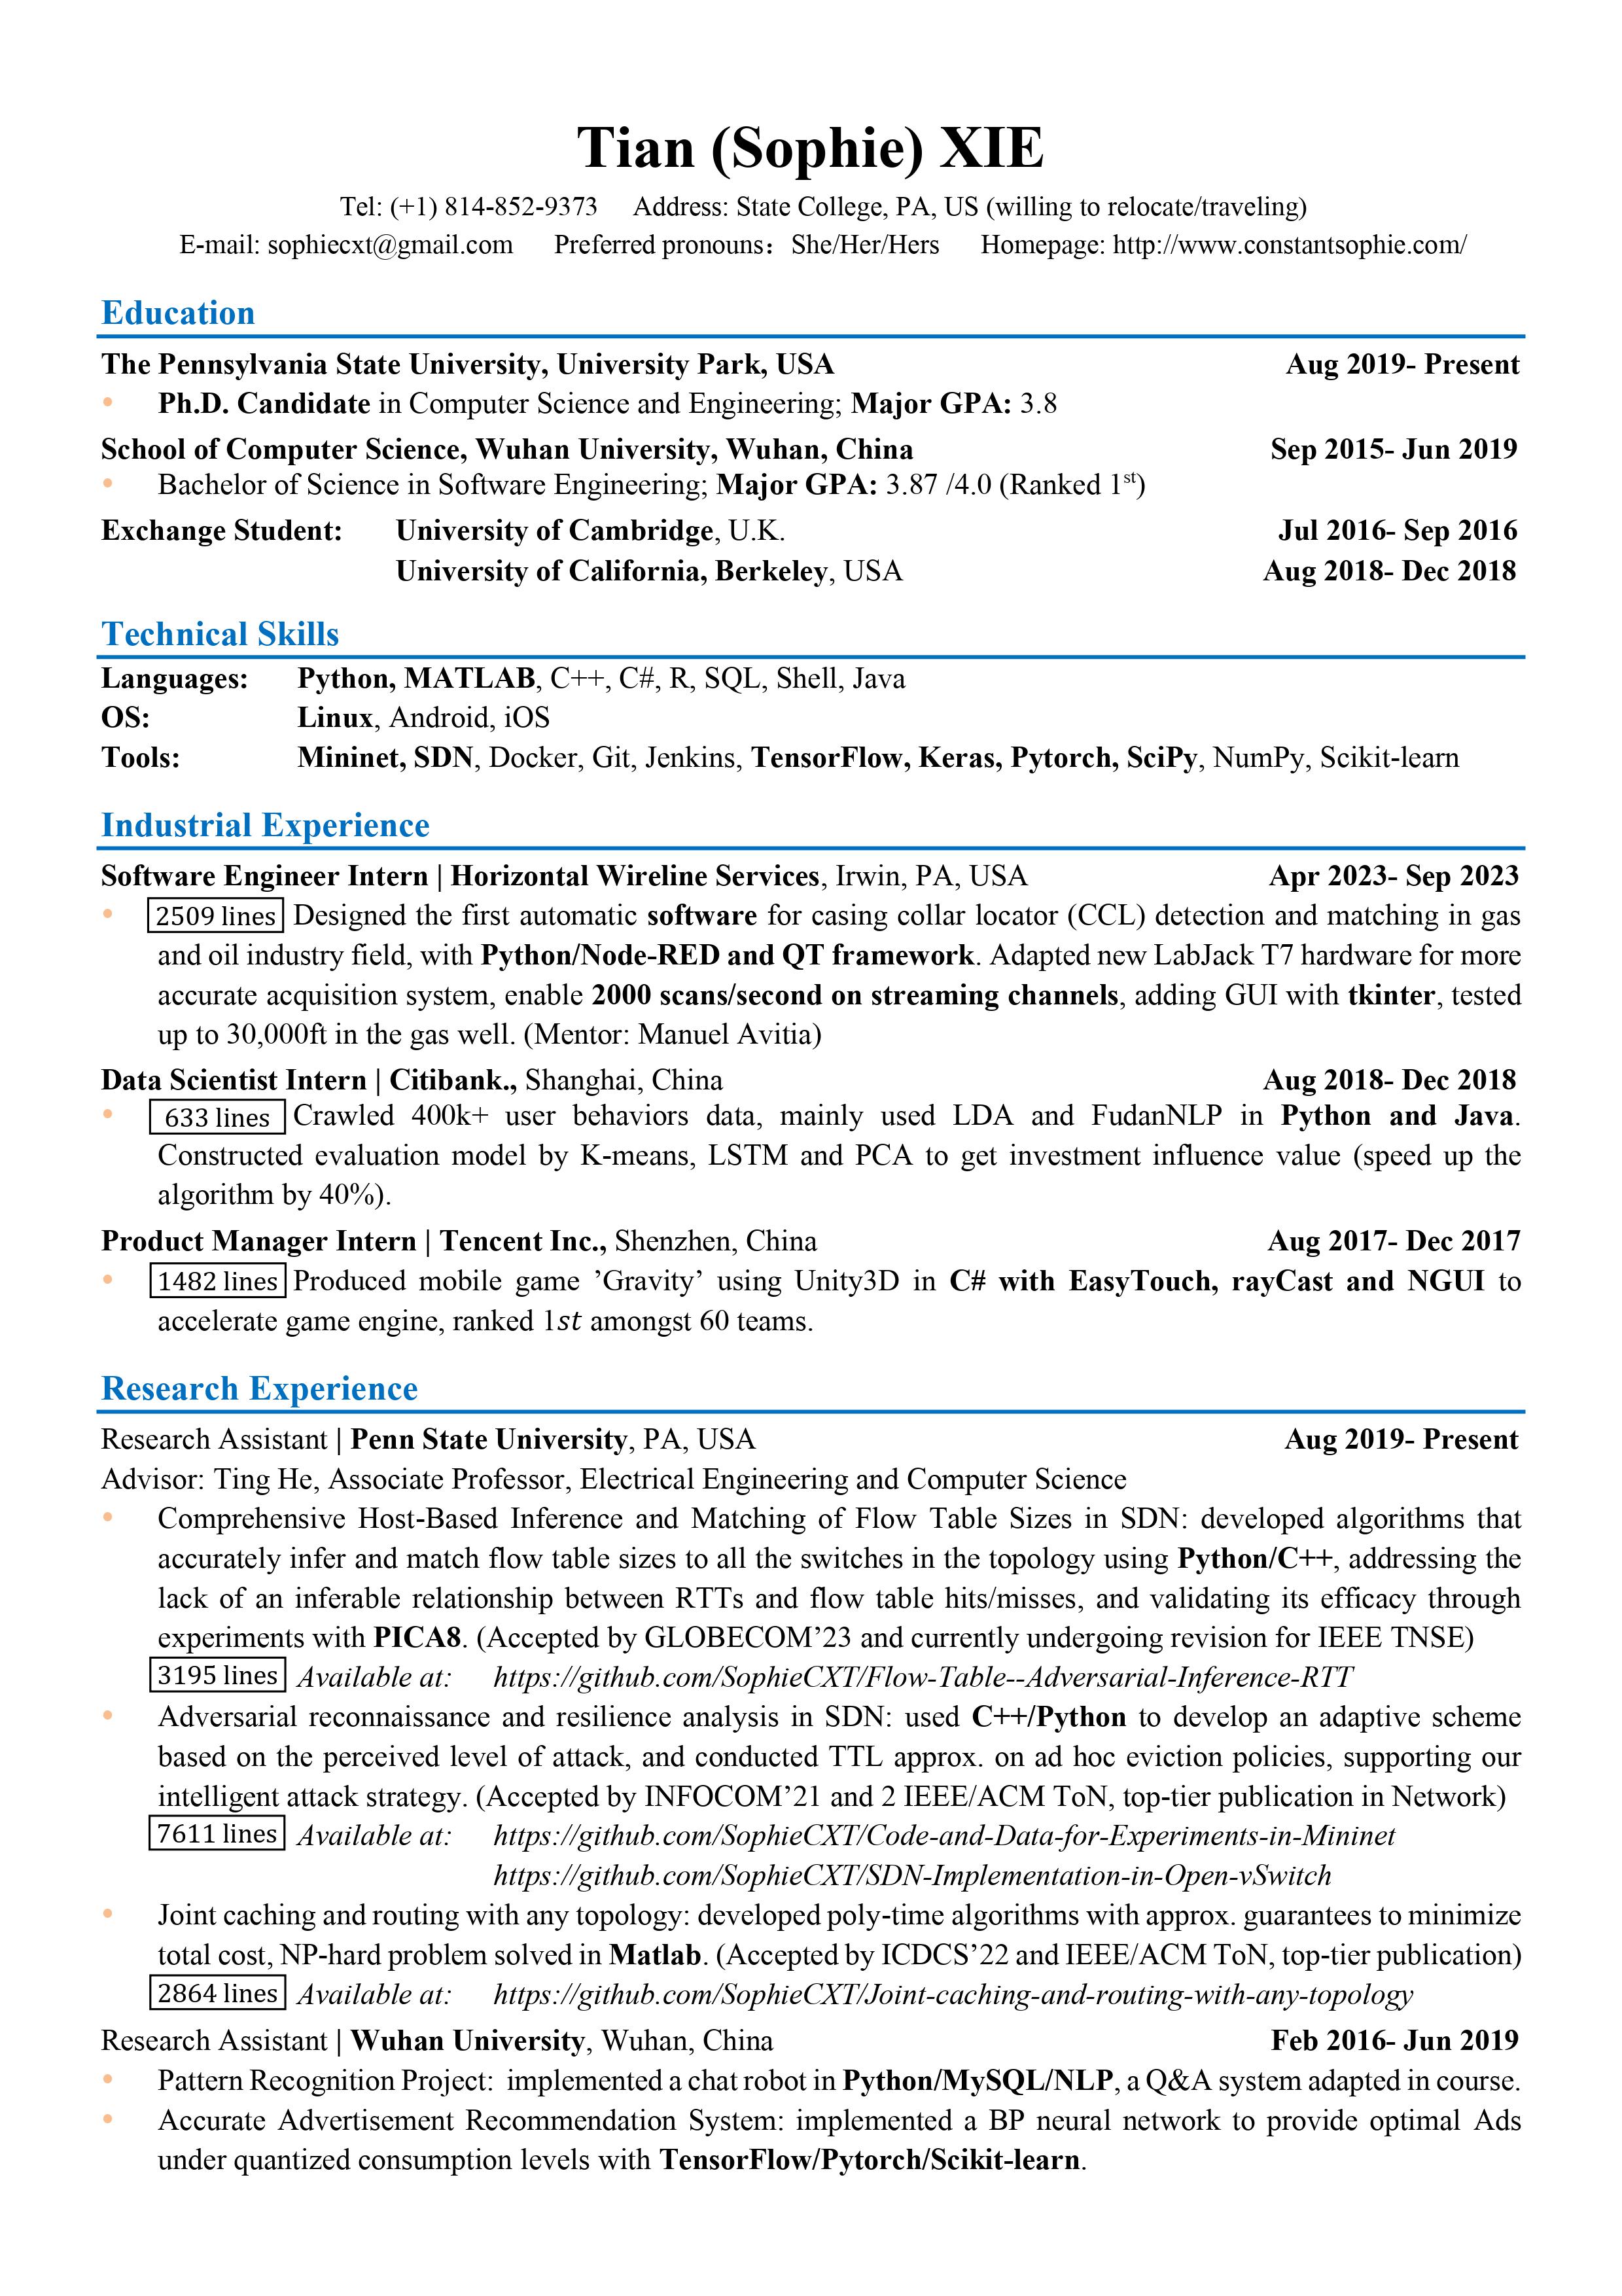 Tian (Sophie) XIE
Tel: (+1) 814-852-9373 Address: State College, PA, US (willing to relocate/traveling)
E-mail: sophiecxt@gmail.com Preferred pronouns：She/Her/Hers Homepage: http://www.constantsophie.com/
Education
The Pennsylvania State University, University Park, USA Aug 2019- Present
• Ph.D. Candidate in Computer Science and Engineering; Major GPA: 3.8
School of Computer Science, Wuhan University, Wuhan, China Sep 2015- Jun 2019
• Bachelor of Science in Software Engineering; Major GPA: 3.87 /4.0 (Ranked 1st)
Exchange Student: University of Cambridge, U.K. Jul 2016- Sep 2016
University of California, Berkeley, USA Aug 2018- Dec 2018
Technical Skills
Languages: Python, MATLAB, C++, C#, R, SQL, Shell, Java
OS: Linux, Android, iOS
Tools: Mininet, SDN, Docker, Git, Jenkins, TensorFlow, Keras, Pytorch, SciPy, NumPy, Scikit-learn
Industrial Experience
Software Engineer Intern | Horizontal Wireline Services, Irwin, PA, USA Apr 2023- Sep 2023
• 2509 lines Designed the first automatic software for casing collar locator (CCL) detection and matching in gas
and oil industry field, with Python/Node-RED and QT framework. Adapted new LabJack T7 hardware for more
accurate acquisition system, enable 2000 scans/second on streaming channels, adding GUI with tkinter, tested
up to 30,000ft in the gas well. (Mentor: Manuel Avitia)
Data Scientist Intern | Citibank., Shanghai, China Aug 2018- Dec 2018
• 633 lines Crawled 400k+ user behaviors data, mainly used LDA and FudanNLP in Python and Java.
Constructed evaluation model by K-means, LSTM and PCA to get investment influence value (speed up the
algorithm by 40%).
Product Manager Intern | Tencent Inc., Shenzhen, China Aug 2017- Dec 2017
• 1482 lines Produced mobile game ’Gravity’ using Unity3D in C# with EasyTouch, rayCast and NGUI to
accelerate game engine, ranked 1st amongst 60 teams.
Research Experience
Research Assistant | Penn State University, PA, USA Aug 2019- Present
Advisor: Ting He, Associate Professor, Electrical Engineering and Computer Science
• Comprehensive Host-Based Inference and Matching of Flow Table Sizes in SDN: developed algorithms that
accurately infer and match flow table sizes to all the switches in the topology using Python/C++, addressing the
lack of an inferable relationship between RTTs and flow table hits/misses, and validating its efficacy through
experiments with PICA8. (Accepted by GLOBECOM’23 and currently undergoing revision for IEEE TNSE)
3195 lines Available at: https://github.com/SophieCXT/Flow-Table--Adversarial-Inference-RTT
• Adversarial reconnaissance and resilience analysis in SDN: used C++/Python to develop an adaptive scheme
based on the perceived level of attack, and conducted TTL approx. on ad hoc eviction policies, supporting our
intelligent attack strategy. (Accepted by INFOCOM’21 and 2 IEEE/ACM ToN, top-tier publication in Network)
7611 lines Available at: https://github.com/SophieCXT/Code-and-Data-for-Experiments-in-Mininet
https://github.com/SophieCXT/SDN-Implementation-in-Open-vSwitch
• Joint caching and routing with any topology: developed poly-time algorithms with approx. guarantees to minimize
total cost, NP-hard problem solved in Matlab. (Accepted by ICDCS’22 and IEEE/ACM ToN, top-tier publication)
2864 lines Available at: https://github.com/SophieCXT/Joint-caching-and-routing-with-any-topology
Research Assistant | Wuhan University, Wuhan, China Feb 2016- Jun 2019
• Pattern Recognition Project: implemented a chat robot in Python/MySQL/NLP, a Q&A system adapted in course.
• Accurate Advertisement Recommendation System: implemented a BP neural network to provide optimal Ads
under quantized consumption levels with TensorFlow/Pytorch/Scikit-learn.